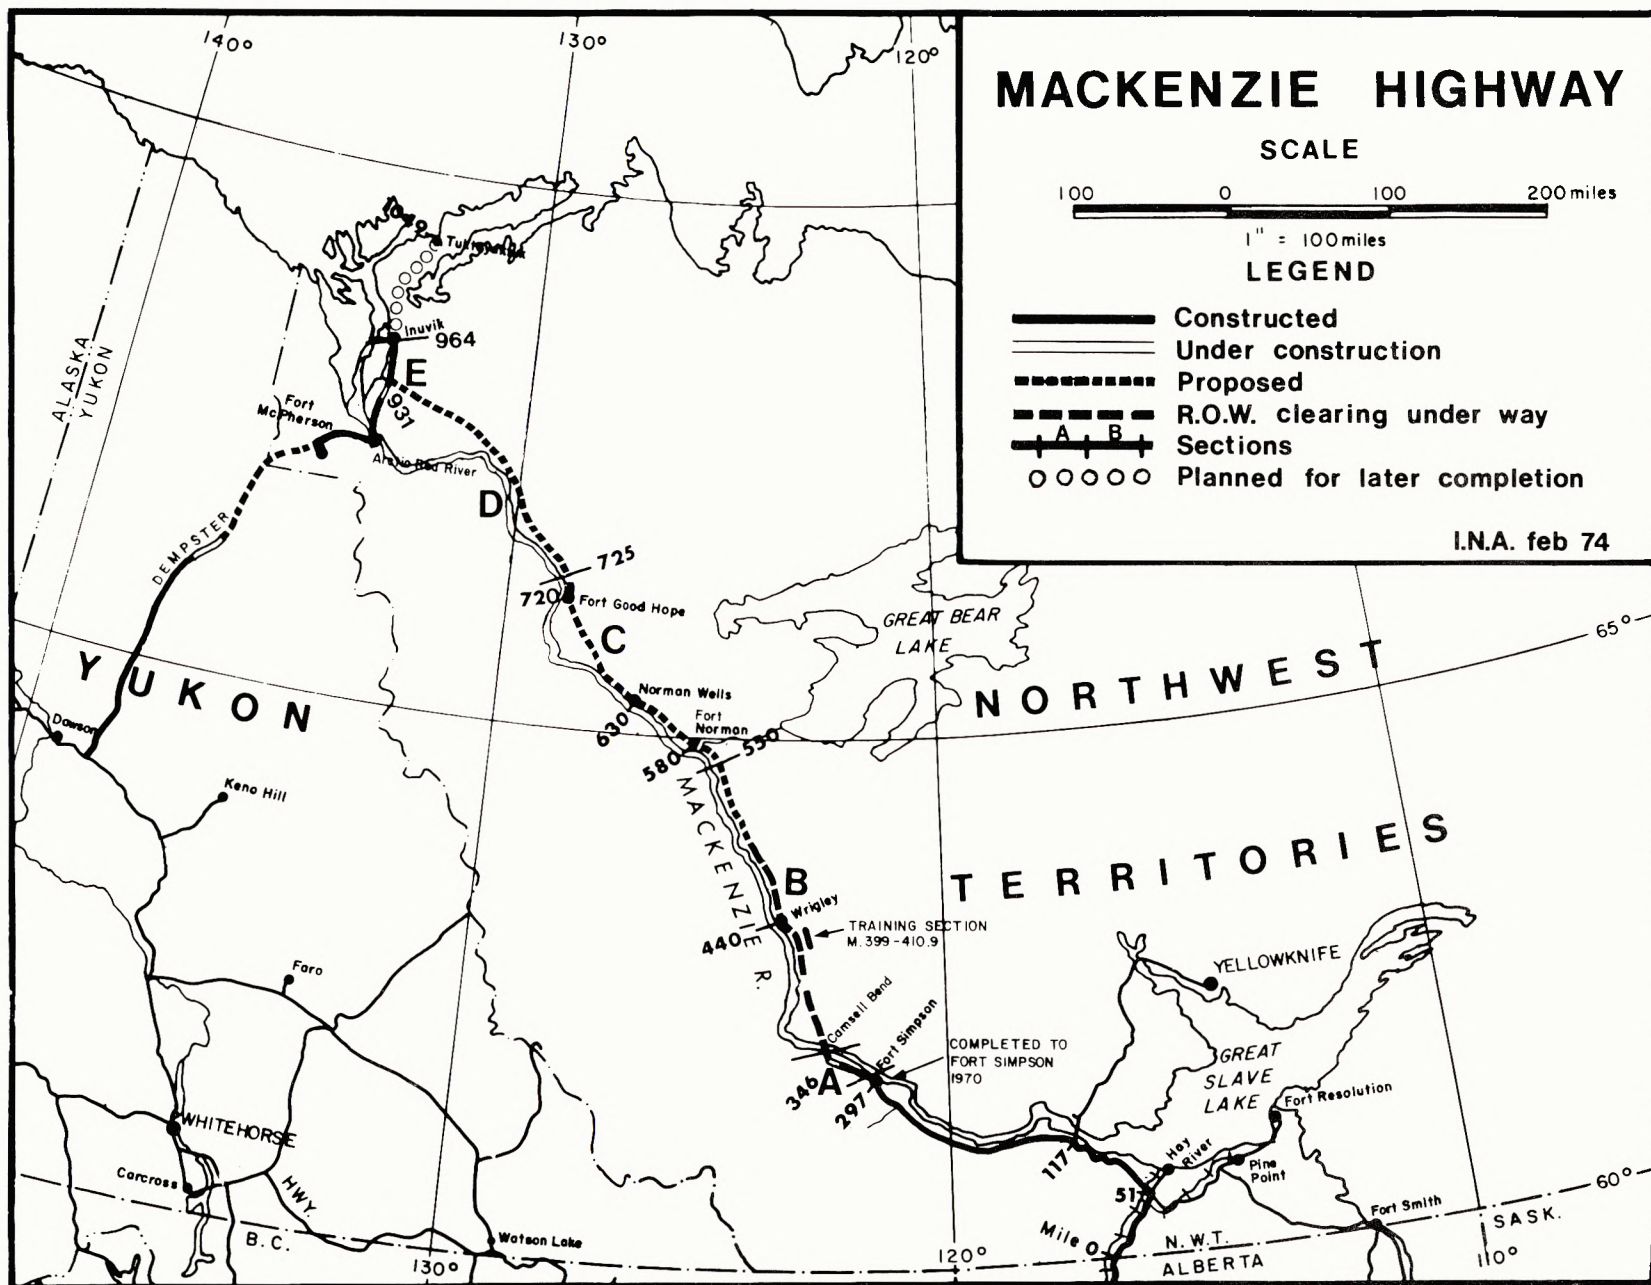 140°
130°
120°
MACKENZIE HIGHWAY
SCALE
100 0 100 200 miles
1" = 100 miles
LEGEND
Constructed
Under construction
Proposed
R.O.W. clearing under way
A B
Sections
Planned for later completion
I.N.A. feb 74
1049
Tuktoyaktuk
Inuvik
964
E
931
ALASKA
YUKON
Fort
McPherson
Arctic Red River
D
DEMPSTER
725
720
Fort Good Hope
C
GREAT BEAR
LAKE
65°
NORTHWEST
YUKON
Norman Wells
630
Fort
Norman
550
580
Dawson
Keno Hill
MACKENZIE R.
TERRITORIES
B
Wrigley
440
TRAINING SECTION
M.399-410.9
YELLOWKNIFE
Faro
Camsell Bend
Fort Simpson
COMPLETED TO
FORT SIMPSON
1970
GREAT
SLAVE
LAKE
Fort Resolution
A
346
297
WHITEHORSE
117
Hay
River
Pine
Point
51
Carcross
HWY.
60°
Fort Smith
SASK.
B.C.
Watson Lake
Mile 0
N.W.T.
ALBERTA
130°
120°
110°